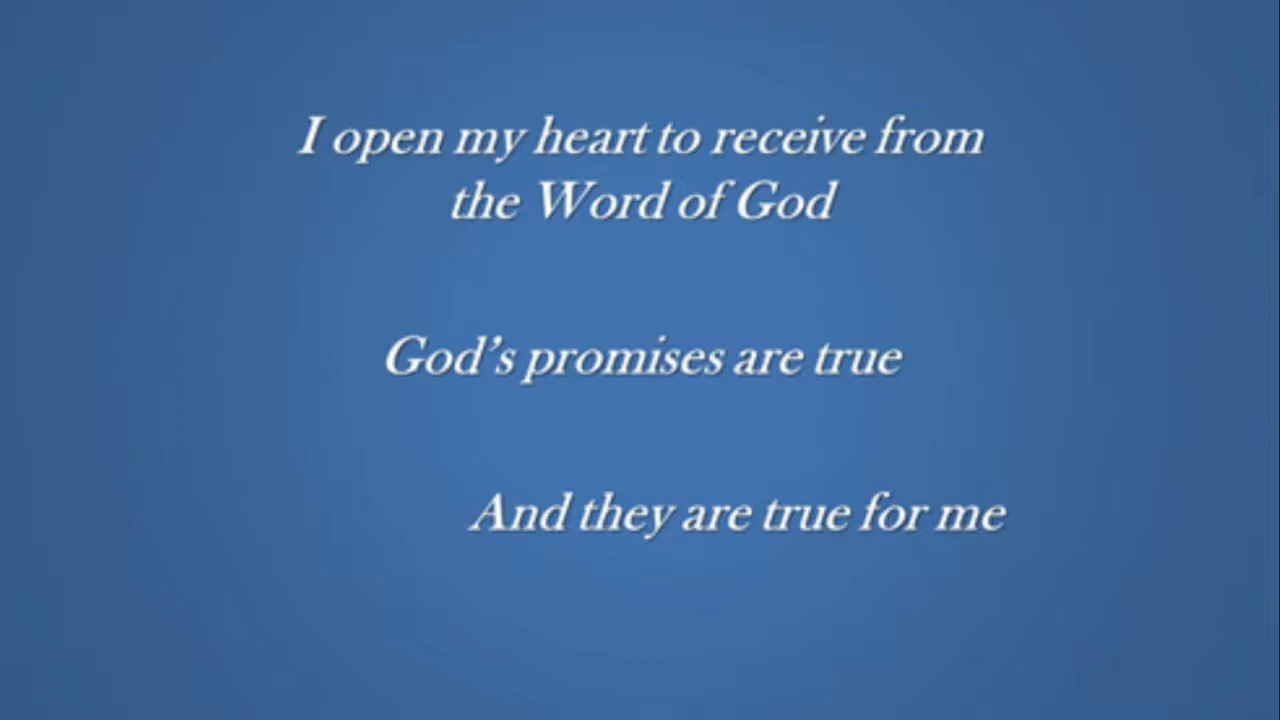 I open my heart to receive from
the Word of God
God’s promises are true
And they are true for me